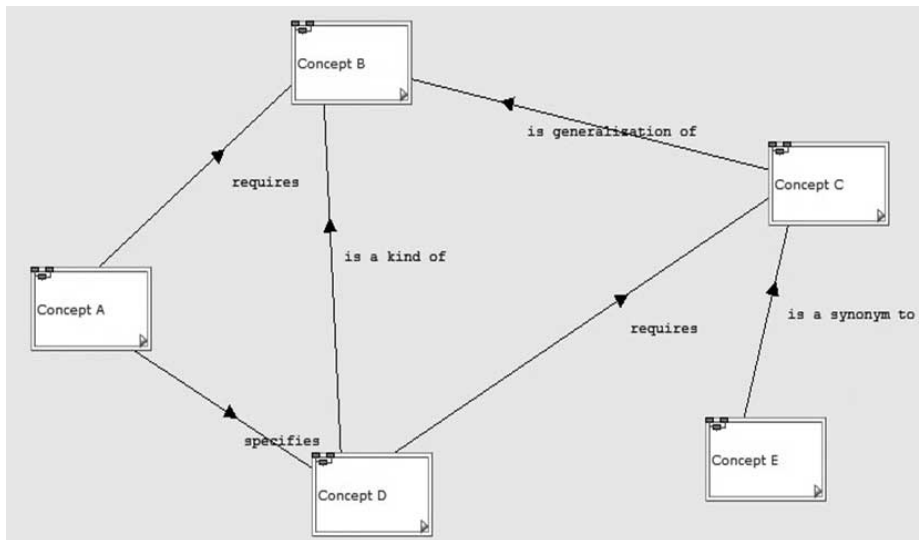 Concept B
is generalization of
Concept C
requires
is a kind of
Concept A
is a synonym to
requires
specifies
Concept E
Concept D